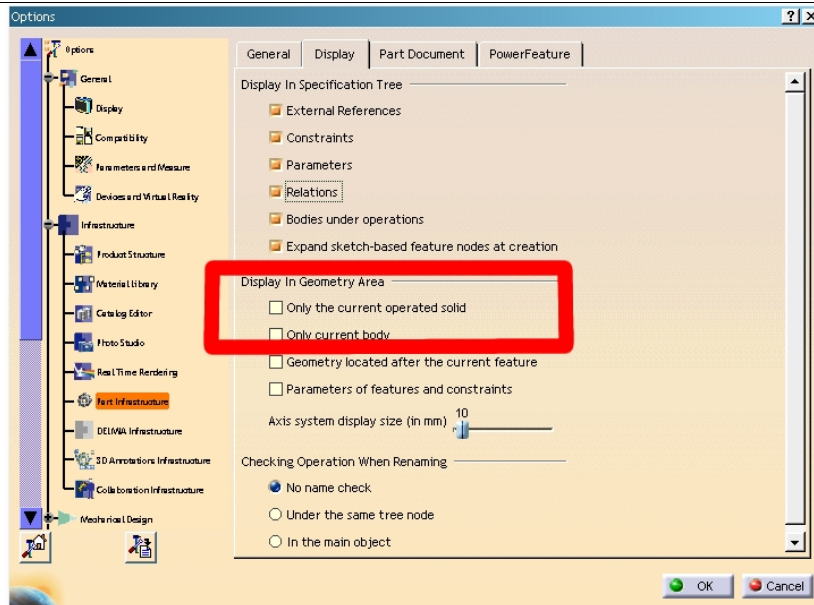 Options
Options
General
Display
Compatibility
Parameters and Measure
Devices and Virtual Reality
Infrastructure
Product Structure
Material Library
Catalog Editor
Photo Studio
Real Time Rendering
Part Infrastructure
DELMIA Infrastructure
3D Annotations Infrastructure
Collaboration Infrastructure
Mechanical Design
General Display Part Document PowerFeature
Display In Specification Tree
External References
Constraints
Parameters
Relations
Bodies under operations
Expand sketch-based feature nodes at creation
Display In Geometry Area
Only the current operated solid
Only current body
Geometry located after the current feature
Parameters of features and constraints
10
Axis system display size (in mm)
Checking Operation When Renaming
No name check
Under the same tree node
In the main object
OK Cancel